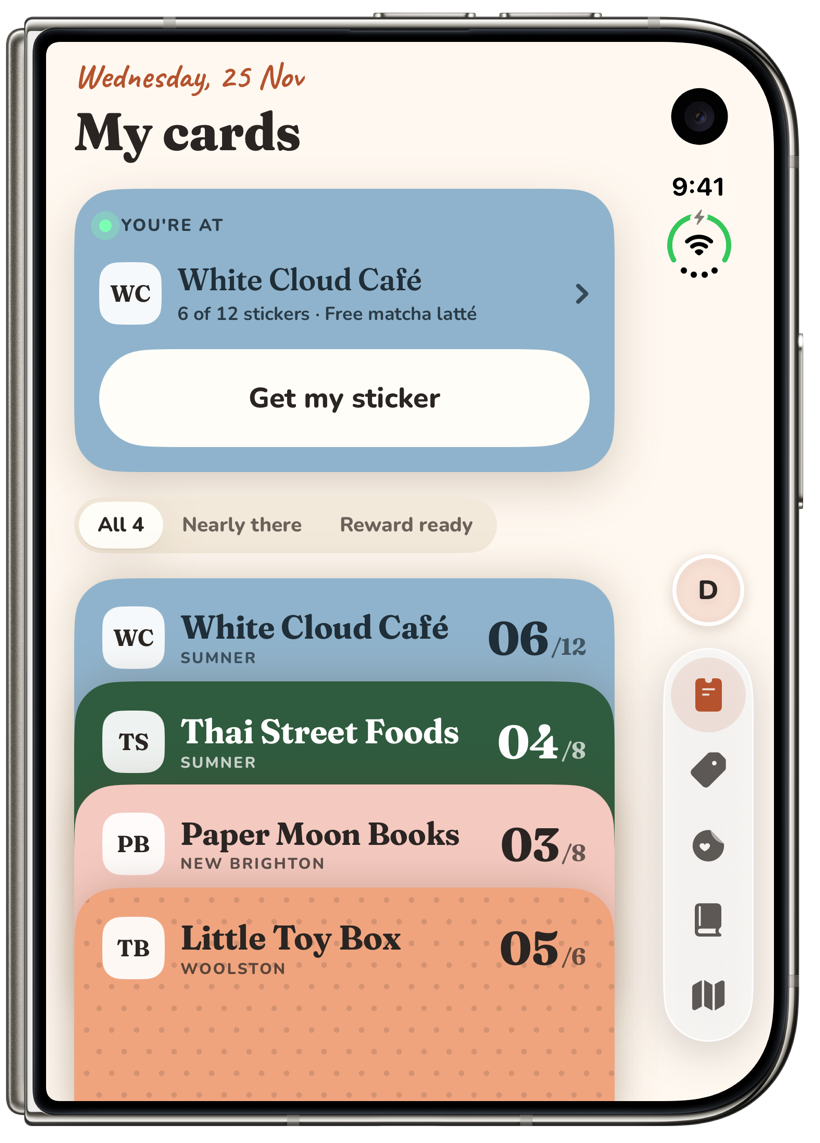 Wednesday, 25 Nov
My cards
9:41
YOU'RE AT
WC
White Cloud Café
6 of 12 stickers · Free matcha latté
Get my sticker
All 4 Nearly there Reward ready
D
WC
White Cloud Café 06/12
SUMNER
TS
Thai Street Foods 04/8
SUMNER
PB
Paper Moon Books 03/8
NEW BRIGHTON
TB
Little Toy Box 05/6
WOOLSTON